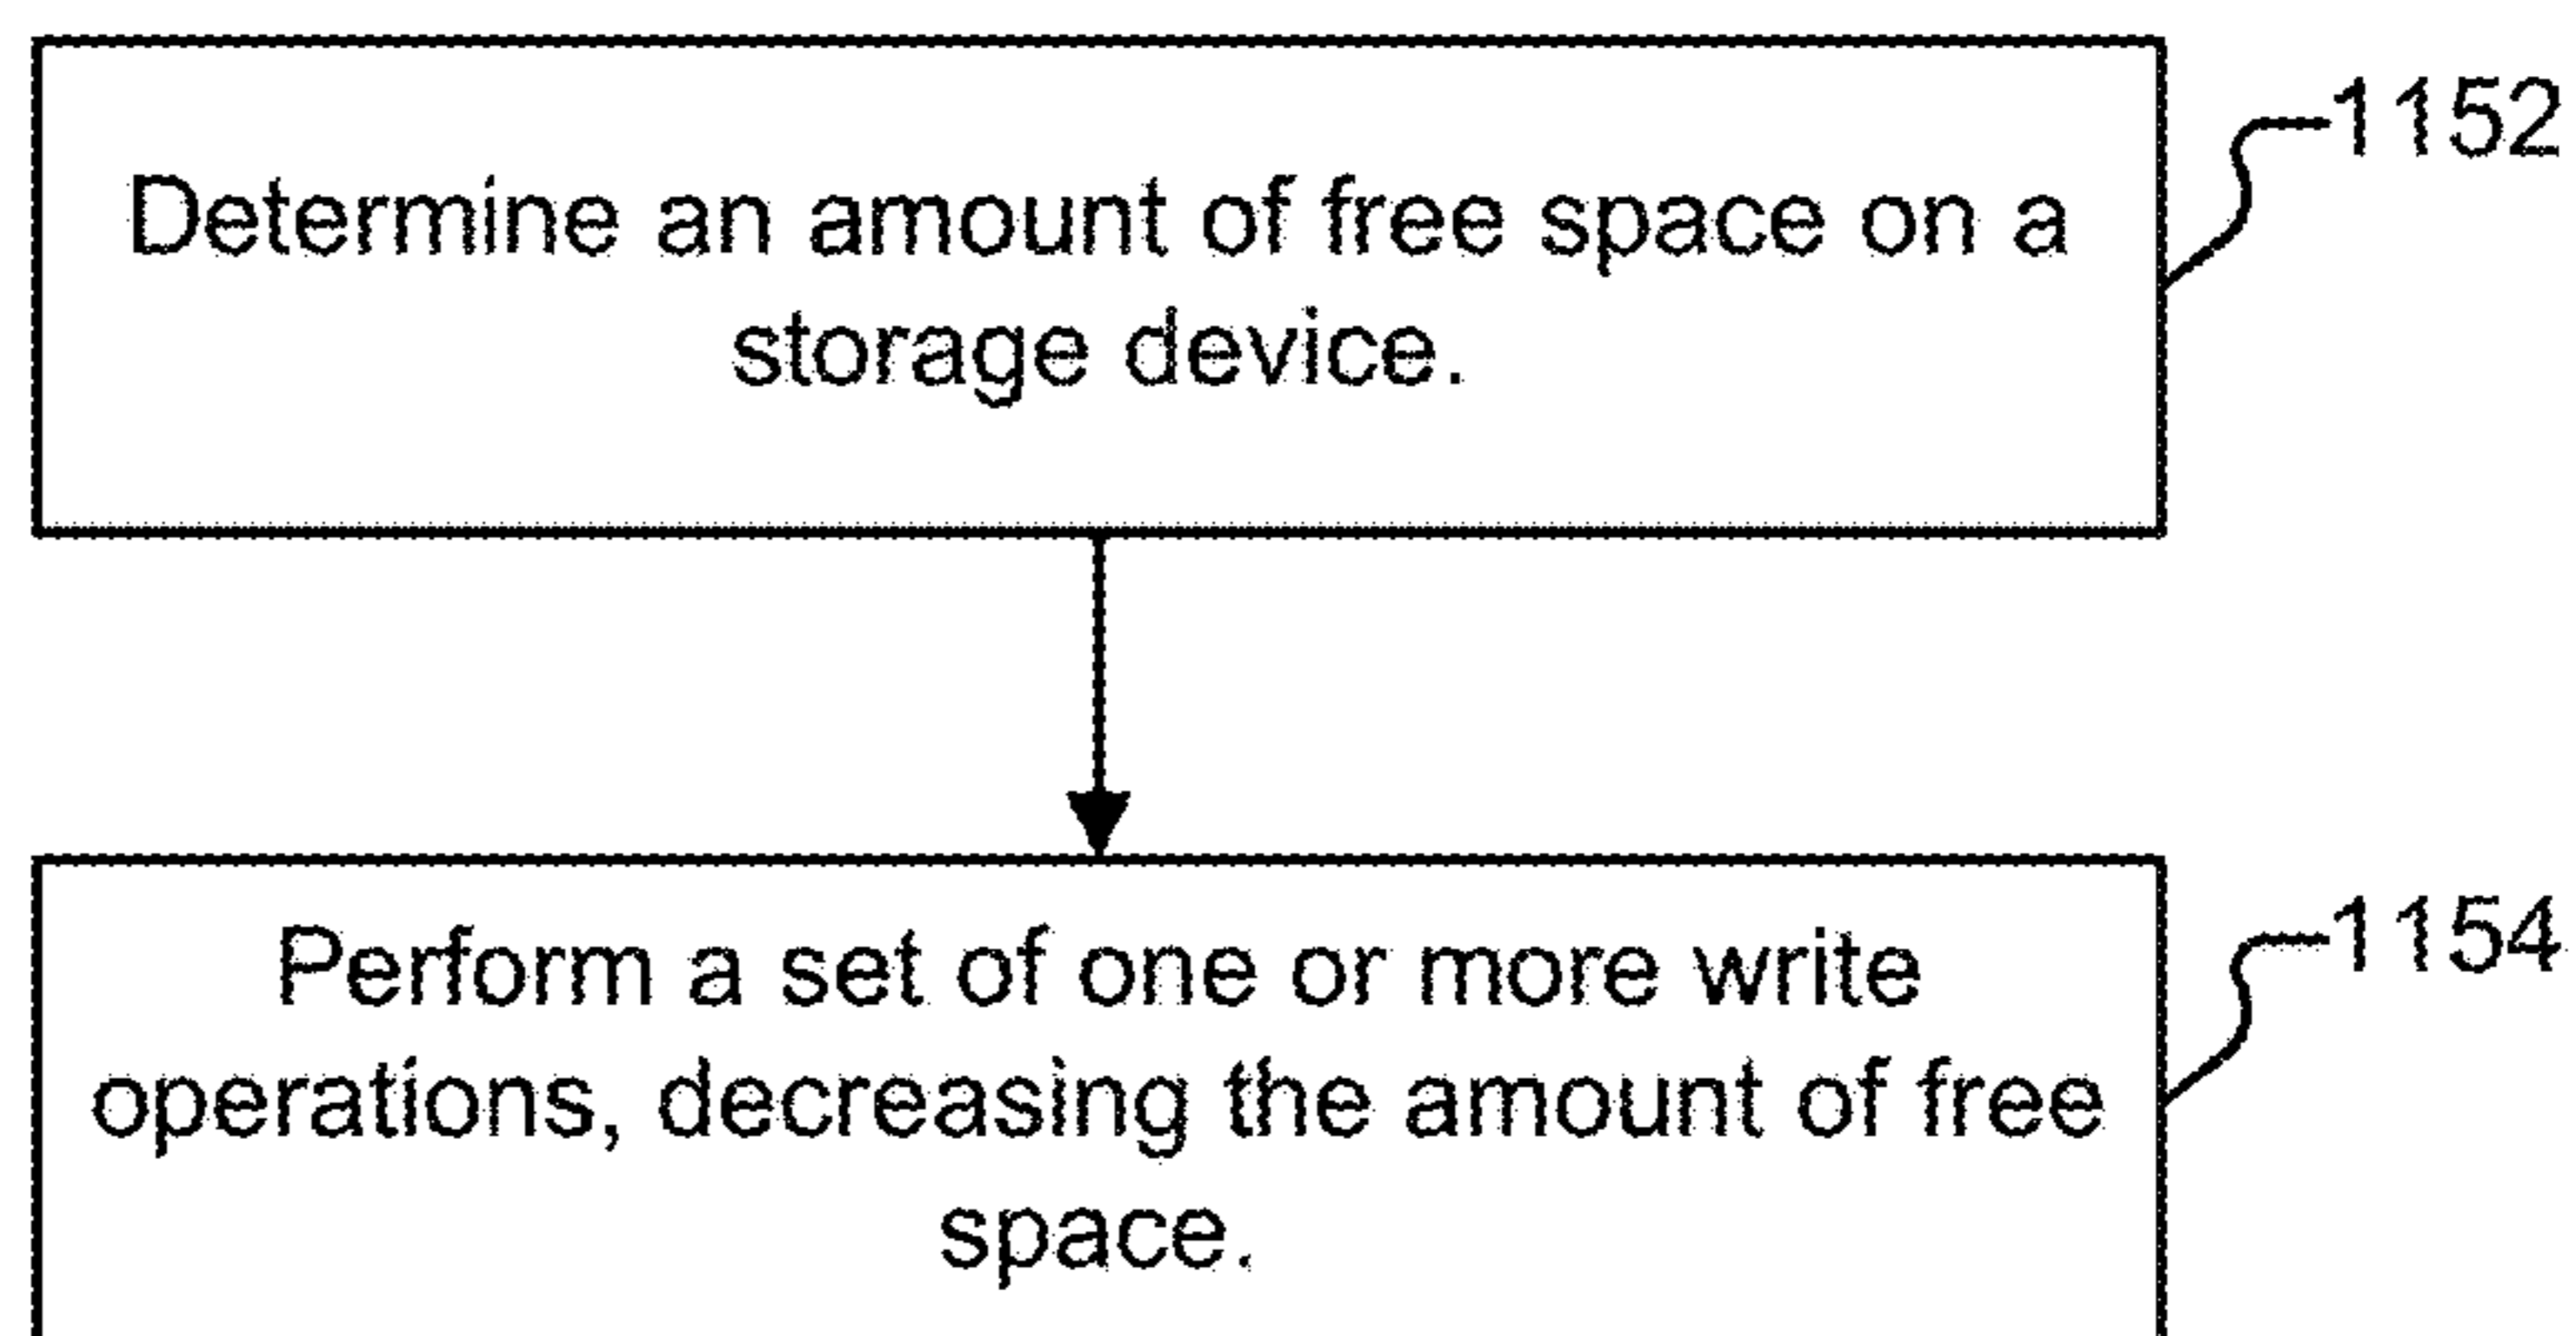 1152
Determine an amount of free space on a
storage device.
1154
Perform a set of one or more write
operations, decreasing the amount of free
space.